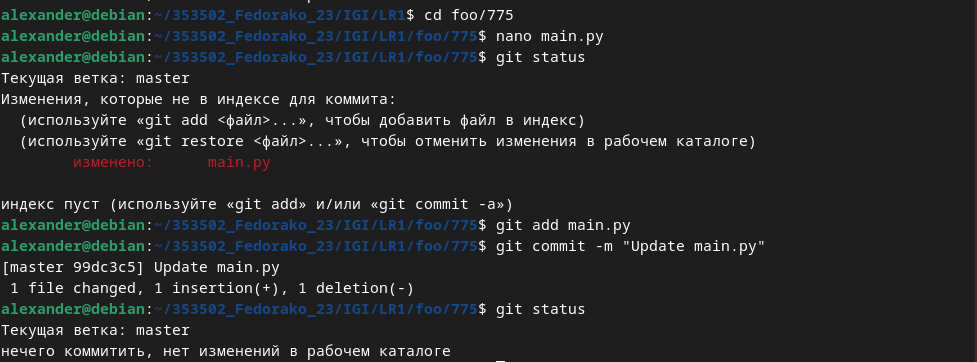 alexander@debian:~/353502_Fedorako_23/IGI/LR1$ cd foo/775
alexander@debian:~/353502_Fedorako_23/IGI/LR1/foo/775$ nano main.py
alexander@debian:~/353502_Fedorako_23/IGI/LR1/foo/775$ git status
Текущая ветка: master
Изменения, которые не в индексе для коммита:
  (используйте «git add <файл>...», чтобы добавить файл в индекс)
  (используйте «git restore <файл>...», чтобы отменить изменения в рабочем каталоге)
        изменено:      main.py

индекс пуст (используйте «git add» и/или «git commit -a»)
alexander@debian:~/353502_Fedorako_23/IGI/LR1/foo/775$ git add main.py
alexander@debian:~/353502_Fedorako_23/IGI/LR1/foo/775$ git commit -m "Update main.py"
[master 99dc3c5] Update main.py
 1 file changed, 1 insertion(+), 1 deletion(-)
alexander@debian:~/353502_Fedorako_23/IGI/LR1/foo/775$ git status
Текущая ветка: master
нечего коммитить, нет изменений в рабочем каталоге